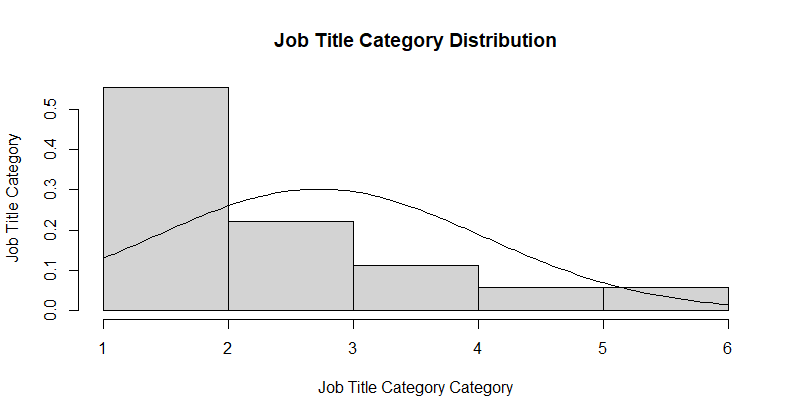 Job Title Category Distribution
Job Title Category
0.5
0.4
0.3
0.2
0.1
0.0
1 2 3 4 5 6
Job Title Category Category